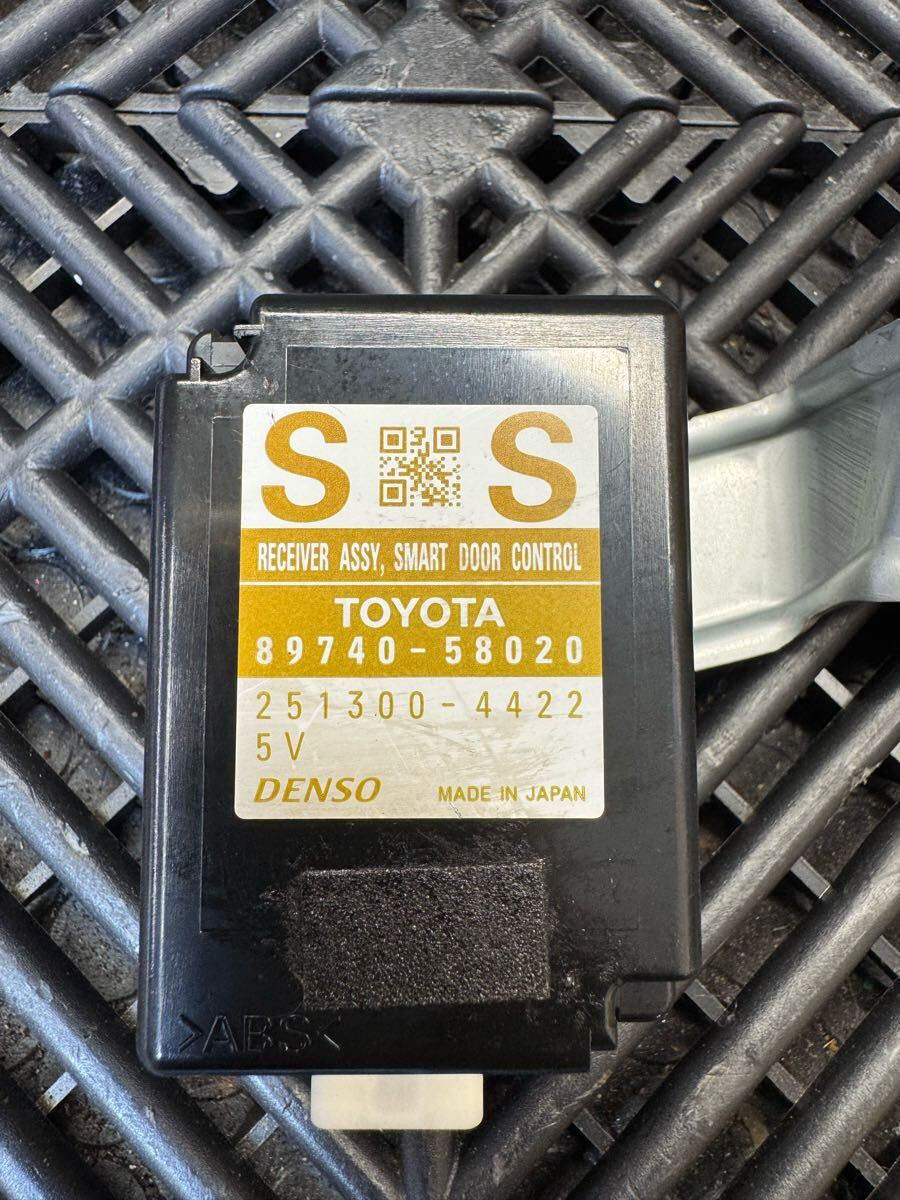 S S
RECEIVER ASSY, SMART DOOR CONTROL
TOYOTA
89740-58020
251300-4422
5V
DENSO MADE IN JAPAN
>ABS<